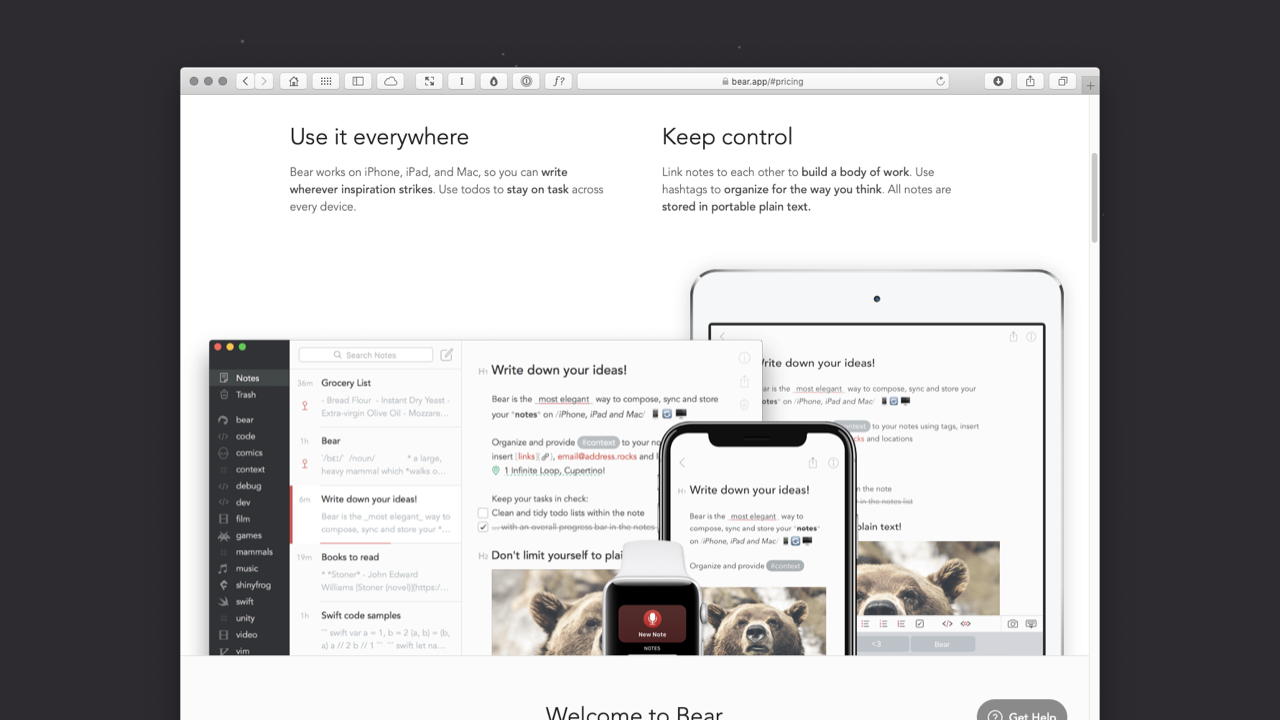 bear.app/#pricing
Use it everywhere
Bear works on iPhone, iPad, and Mac, so you can write
wherever inspiration strikes. Use todos to stay on task across
every device.
Keep control
Link notes to each other to build a body of work. Use
hashtags to organize for the way you think. All notes are
stored in portable plain text.
Notes
Trash
bear
code
comics
context
debug
dev
film
games
mammals
music
shinyfrog
swift
unity
video
vim
Search Notes
36m Grocery List
- Bread Flour - Instant Dry Yeast -
Extra-virgin Olive Oil - Mozzare...
1h Bear
'/bɛɪ/' /noun/ * a large,
heavy mammal which *walks o...
6m Write down your ideas!
Bear is the _most elegant_ way to
compose, sync and store your *...
19m Books to read
* *Stoner* - John Edward
Williams [Stoner (novel)](https:/...
1h Swift code samples
``` swift var a = 1, b = 2 (a, b) = (b,
a) a // 2 b // 1 ``` ``` swift let na...
H1 Write down your ideas!
Bear is the _most elegant_ way to compose, sync and store
your *notes* on /iPhone, iPad and Mac/
Organize and provide #context to your no
insert [links], email@address.rocks and l
1 Infinite Loop, Cupertino!
Keep your tasks in check:
Clean and tidy todo lists within the note
... with an overall progress bar in the notes
H2 Don't limit yourself to plai
New Note
NOTES
H1 Write down your ideas!
Bear is the _most elegant_ way to
compose, sync and store your *notes*
on /iPhone, iPad and Mac/
Organize and provide #context
rite down your ideas!
ar is the _most elegant_ way to compose, sync and store your
otes* on /iPhone, iPad and Mac/
ontext to your notes using tags, insert
cks and locations
n the note
in the notes list
plain text!
<3
Bear
Welcome to Bear
Get Help